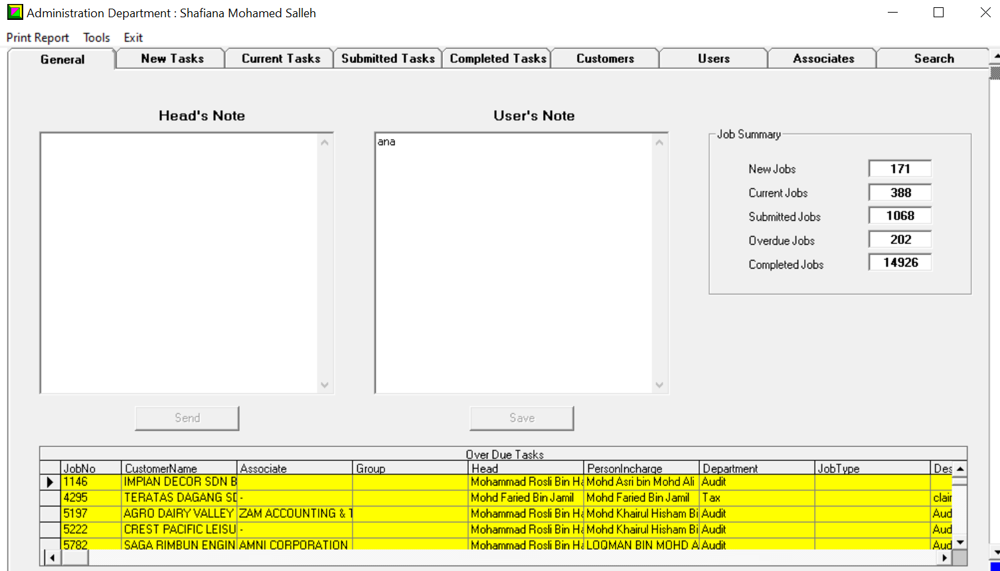 Administration Department : Shafiana Mohamed Salleh
Print Report Tools Exit
General New Tasks Current Tasks Submitted Tasks Completed Tasks Customers Users Associates Search
Head's Note User's Note
ana
Job Summary
New Jobs 171
Current Jobs 388
Submitted Jobs 1068
Overdue Jobs 202
Completed Jobs 14926
Send Save
Over Due Tasks
JobNo CustomerName Associate Group Head PersonIncharge Department JobType Des
1146 IMPIAN DECOR SDN B Mohammad Rosli Bin Ha Mohd Asri bin Mohd Ali Audit
4295 TERATAS DAGANG SD - Mohd Faried Bin Jamil Mohd Faried Bin Jamil Tax clair
5197 AGRO DAIRY VALLEY ZAM ACCOUNTING & T Mohammad Rosli Bin Ha Mohd Khairul Hisham Bi Audit Aud
5222 CREST PACIFIC LEISU - Mohammad Rosli Bin Ha Mohd Khairul Hisham Bi Audit Aud
5782 SAGA RIMBUN ENGIN AMNI CORPORATION Mohammad Rosli Bin Ha LOQMAN BIN MOHD A Audit Aud